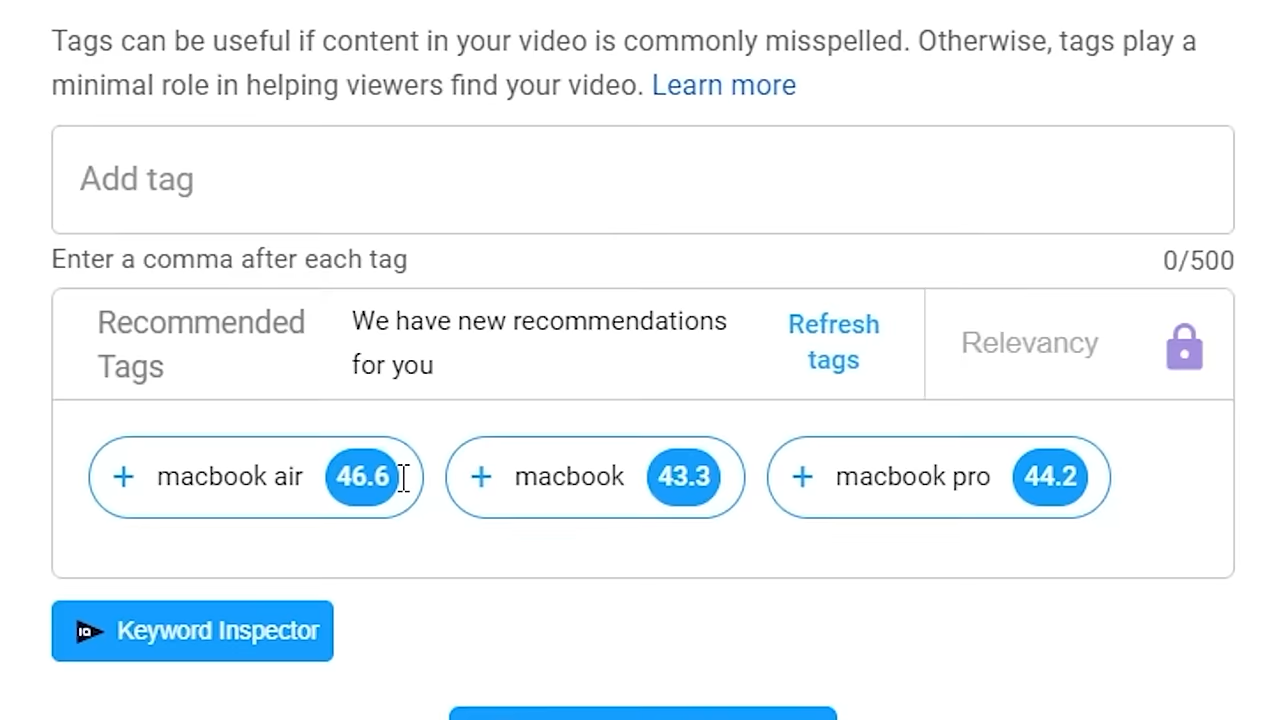 Tags can be useful if content in your video is commonly misspelled. Otherwise, tags play a
minimal role in helping viewers find your video. Learn more
Add tag
Enter a comma after each tag
0/500
Recommended
Tags
We have new recommendations
for you
Refresh
tags
Relevancy
+ macbook air 46.6
+ macbook 43.3
+ macbook pro 44.2
IQ Keyword Inspector